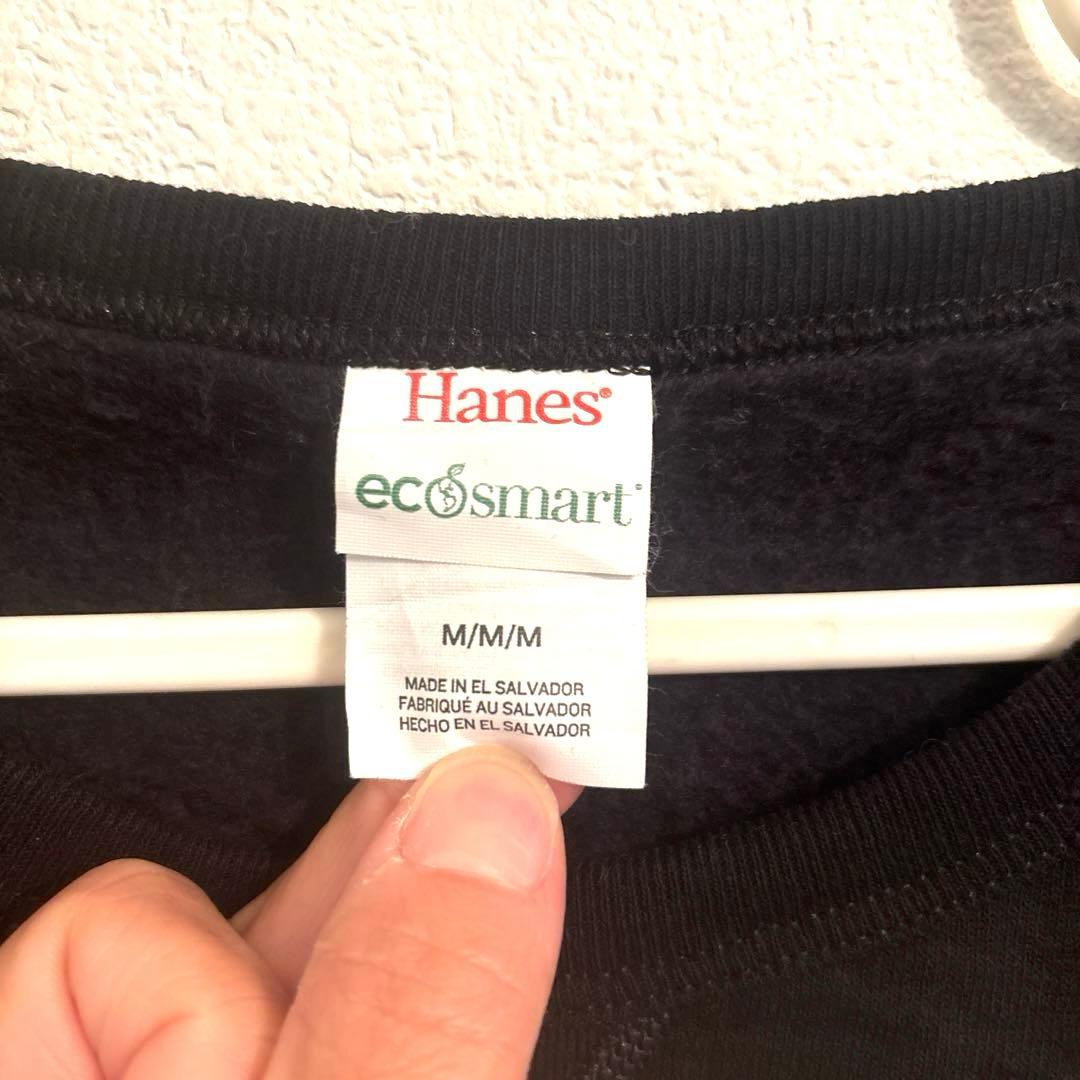 Hanes®
ecosmart
M/M/M
MADE IN EL SALVADOR
FABRIQUÉ AU SALVADOR
HECHO EN EL SALVADOR